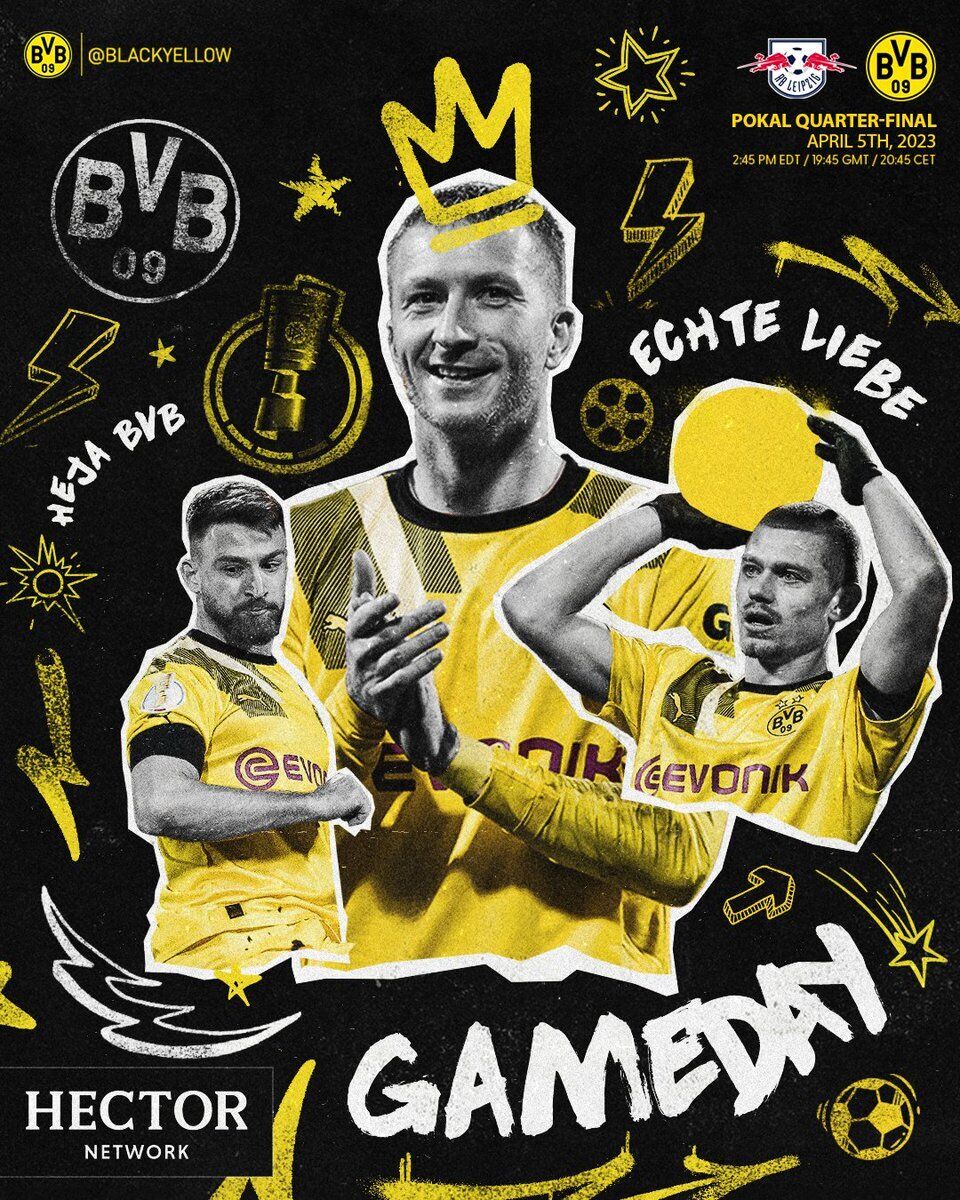 BVB
09
@BLACKYELLOW
RB LEIPZIG
BVB
09
POKAL QUARTER-FINAL
APRIL 5TH, 2023
2:45 PM EDT / 19:45 GMT / 20:45 CET
BVB
09
ECHTE LIEBE
HEJA BVB
G
BVB
09
EVONIK
EVONIK
EVO
GAMEDAY
HECTOR
NETWORK